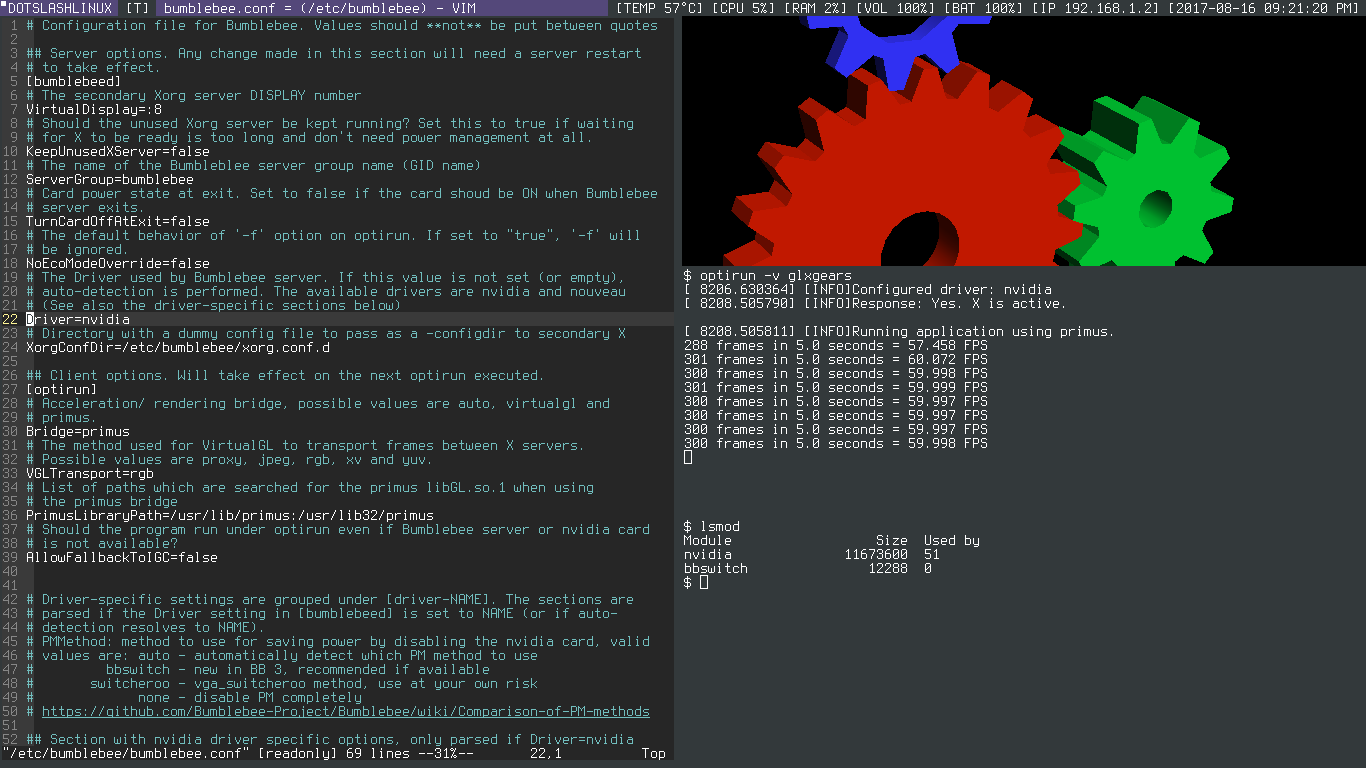 DOTSLASHLINUX [T] bumblebee.conf = (/etc/bumblebee) - VIM [TEMP 57°C] [CPU 5%] [RAM 2%] [VOL 100%] [BAT 100%] [IP 192.168.1.2] [2017-08-16 09:21:20 PM]
1 # Configuration file for Bumblebee. Values should **not** be put between quotes
2
3 ## Server options. Any change made in this section will need a server restart
4 # to take effect.
5 [bumblebeed]
6 # The secondary Xorg server DISPLAY number
7 VirtualDisplay=:8
8 # Should the unused Xorg server be kept running? Set this to true if waiting
9 # for X to be ready is too long and don't need power management at all.
10 KeepUnusedXServer=false
11 # The name of the Bumbleblee server group name (GID name)
12 ServerGroup=bumblebee
13 # Card power state at exit. Set to false if the card shoud be ON when Bumblebee
14 # server exits.
15 TurnCardOffAtExit=false
16 # The default behavior of '-f' option on optirun. If set to "true", '-f' will
17 # be ignored.
18 NoEcoModeOverride=false
19 # The Driver used by Bumblebee server. If this value is not set (or empty),
20 # auto-detection is performed. The available drivers are nvidia and nouveau
21 # (See also the driver-specific sections below)
22 Driver=nvidia
23 # Directory with a dummy config file to pass as a -configdir to secondary X
24 XorgConfDir=/etc/bumblebee/xorg.conf.d
25
26 ## Client options. Will take effect on the next optirun executed.
27 [optirun]
28 # Acceleration/ rendering bridge, possible values are auto, virtualgl and
29 # primus.
30 Bridge=primus
31 # The method used for VirtualGL to transport frames between X servers.
32 # Possible values are proxy, jpeg, rgb, xv and yuv.
33 VGLTransport=rgb
34 # List of paths which are searched for the primus libGL.so.1 when using
35 # the primus bridge
36 PrimusLibraryPath=/usr/lib/primus:/usr/lib32/primus
37 # Should the program run under optirun even if Bumblebee server or nvidia card
38 # is not available?
39 AllowFallbackToIGC=false
40
41
42 # Driver-specific settings are grouped under [driver-NAME]. The sections are
43 # parsed if the Driver setting in [bumblebeed] is set to NAME (or if auto-
44 # detection resolves to NAME).
45 # PMMethod: method to use for saving power by disabling the nvidia card, valid
46 # values are: auto - automatically detect which PM method to use
47 # bbswitch - new in BB 3, recommended if available
48 # switcheroo - vga_switcheroo method, use at your own risk
49 # none - disable PM completely
50 # https://github.com/Bumblebee-Project/Bumblebee/wiki/Comparison-of-PM-methods
51
52 ## Section with nvidia driver specific options, only parsed if Driver=nvidia
"/etc/bumblebee/bumblebee.conf" [readonly] 69 lines --31%-- 22,1 Top
$ optirun -v glxgears
[ 8206.630364] [INFO]Configured driver: nvidia
[ 8208.505790] [INFO]Response: Yes. X is active.
[ 8208.505811] [INFO]Running application using primus.
288 frames in 5.0 seconds = 57.458 FPS
301 frames in 5.0 seconds = 60.072 FPS
300 frames in 5.0 seconds = 59.998 FPS
301 frames in 5.0 seconds = 59.999 FPS
300 frames in 5.0 seconds = 59.997 FPS
300 frames in 5.0 seconds = 59.997 FPS
300 frames in 5.0 seconds = 59.997 FPS
300 frames in 5.0 seconds = 59.998 FPS
$ lsmod
Module Size Used by
nvidia 11673600 51
bbswitch 12288 0
$